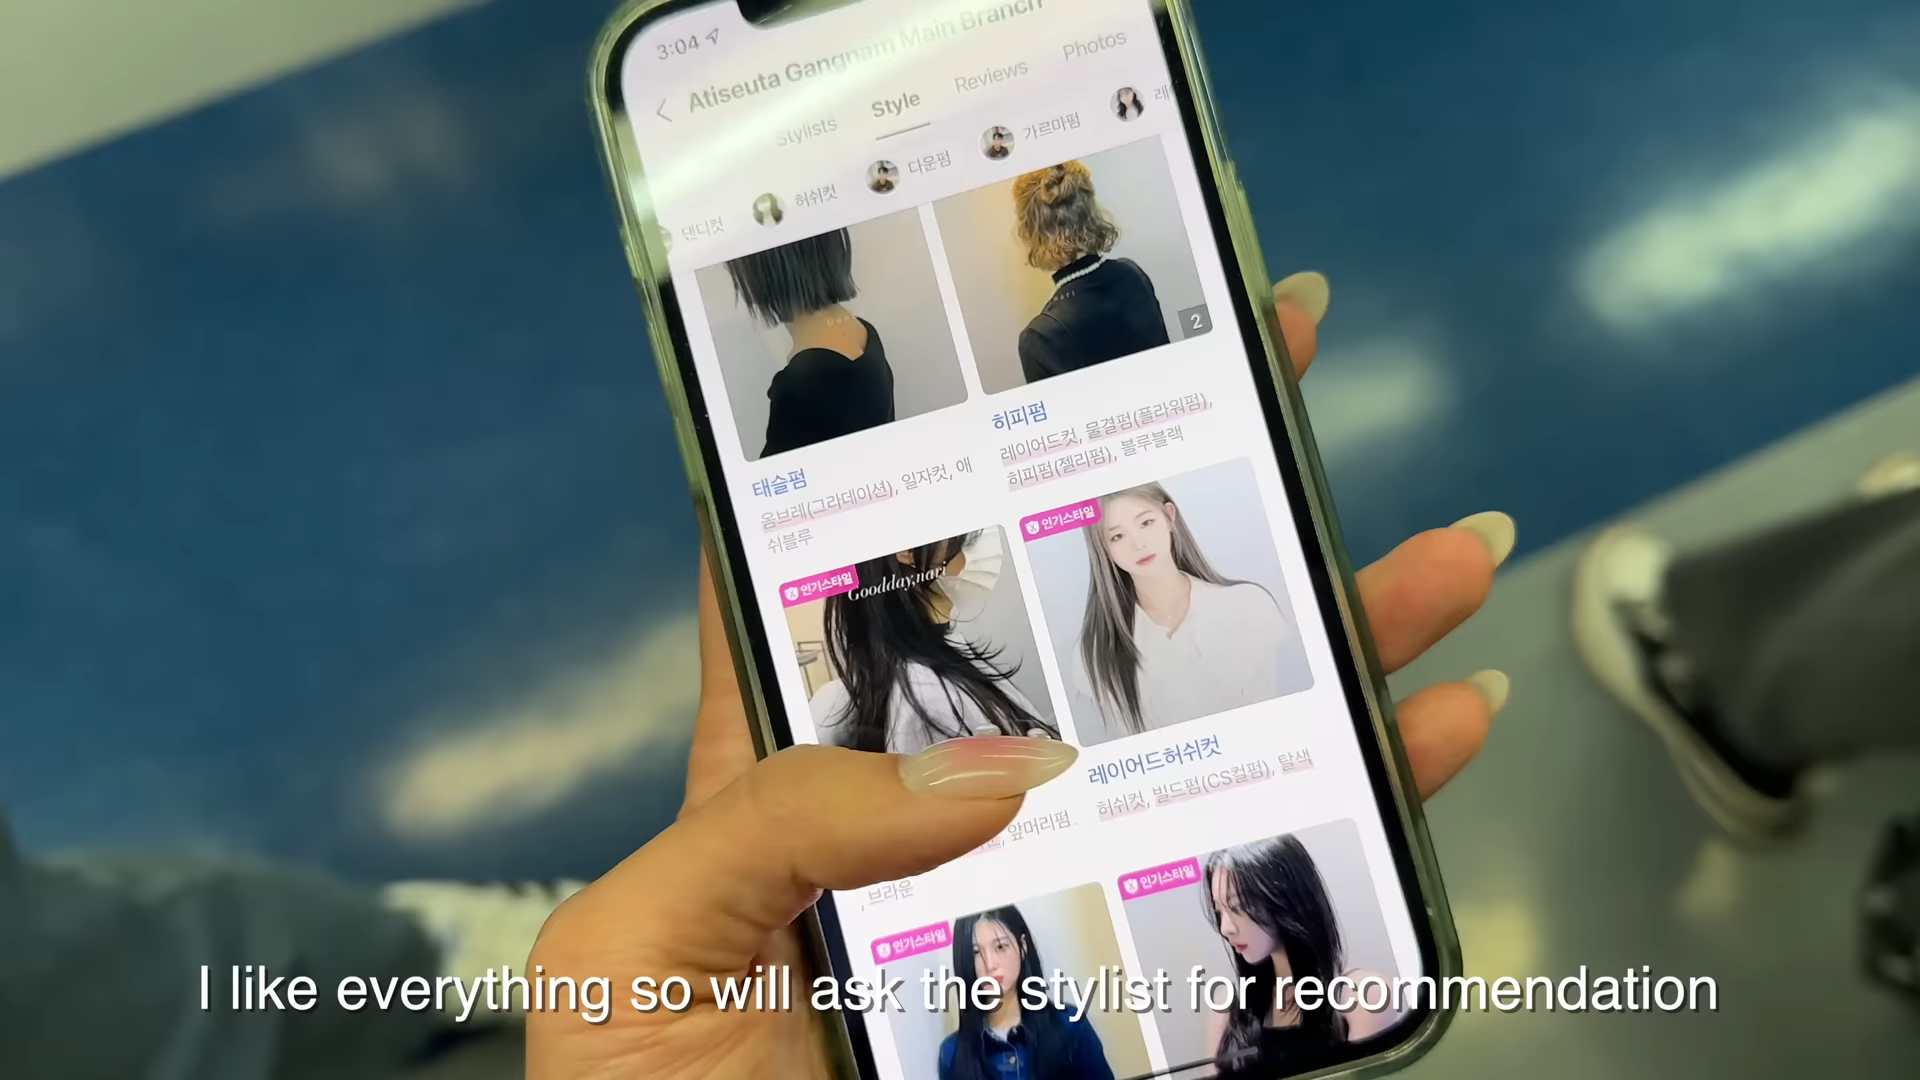 3:04
Atiseuta Gangnam Main Branch
Stylists Style Reviews Photos
댄디컷 허쉬컷 다운펌 가르마펌 레
2
태슬펌
옴브레(그라데이션), 일자컷, 애
쉬블루
히피펌
레이어드컷, 물결펌(플라워펌),
히피펌(젤리펌), 블루블랙
인기스타일
Goodday,nari
인기스타일
, 앞머리펌
, 브라운
레이어드허쉬컷
허쉬컷, 빌드펌(CS컬펌), 탈색
인기스타일
인기스타일
I like everything so will ask the stylist for recommendation